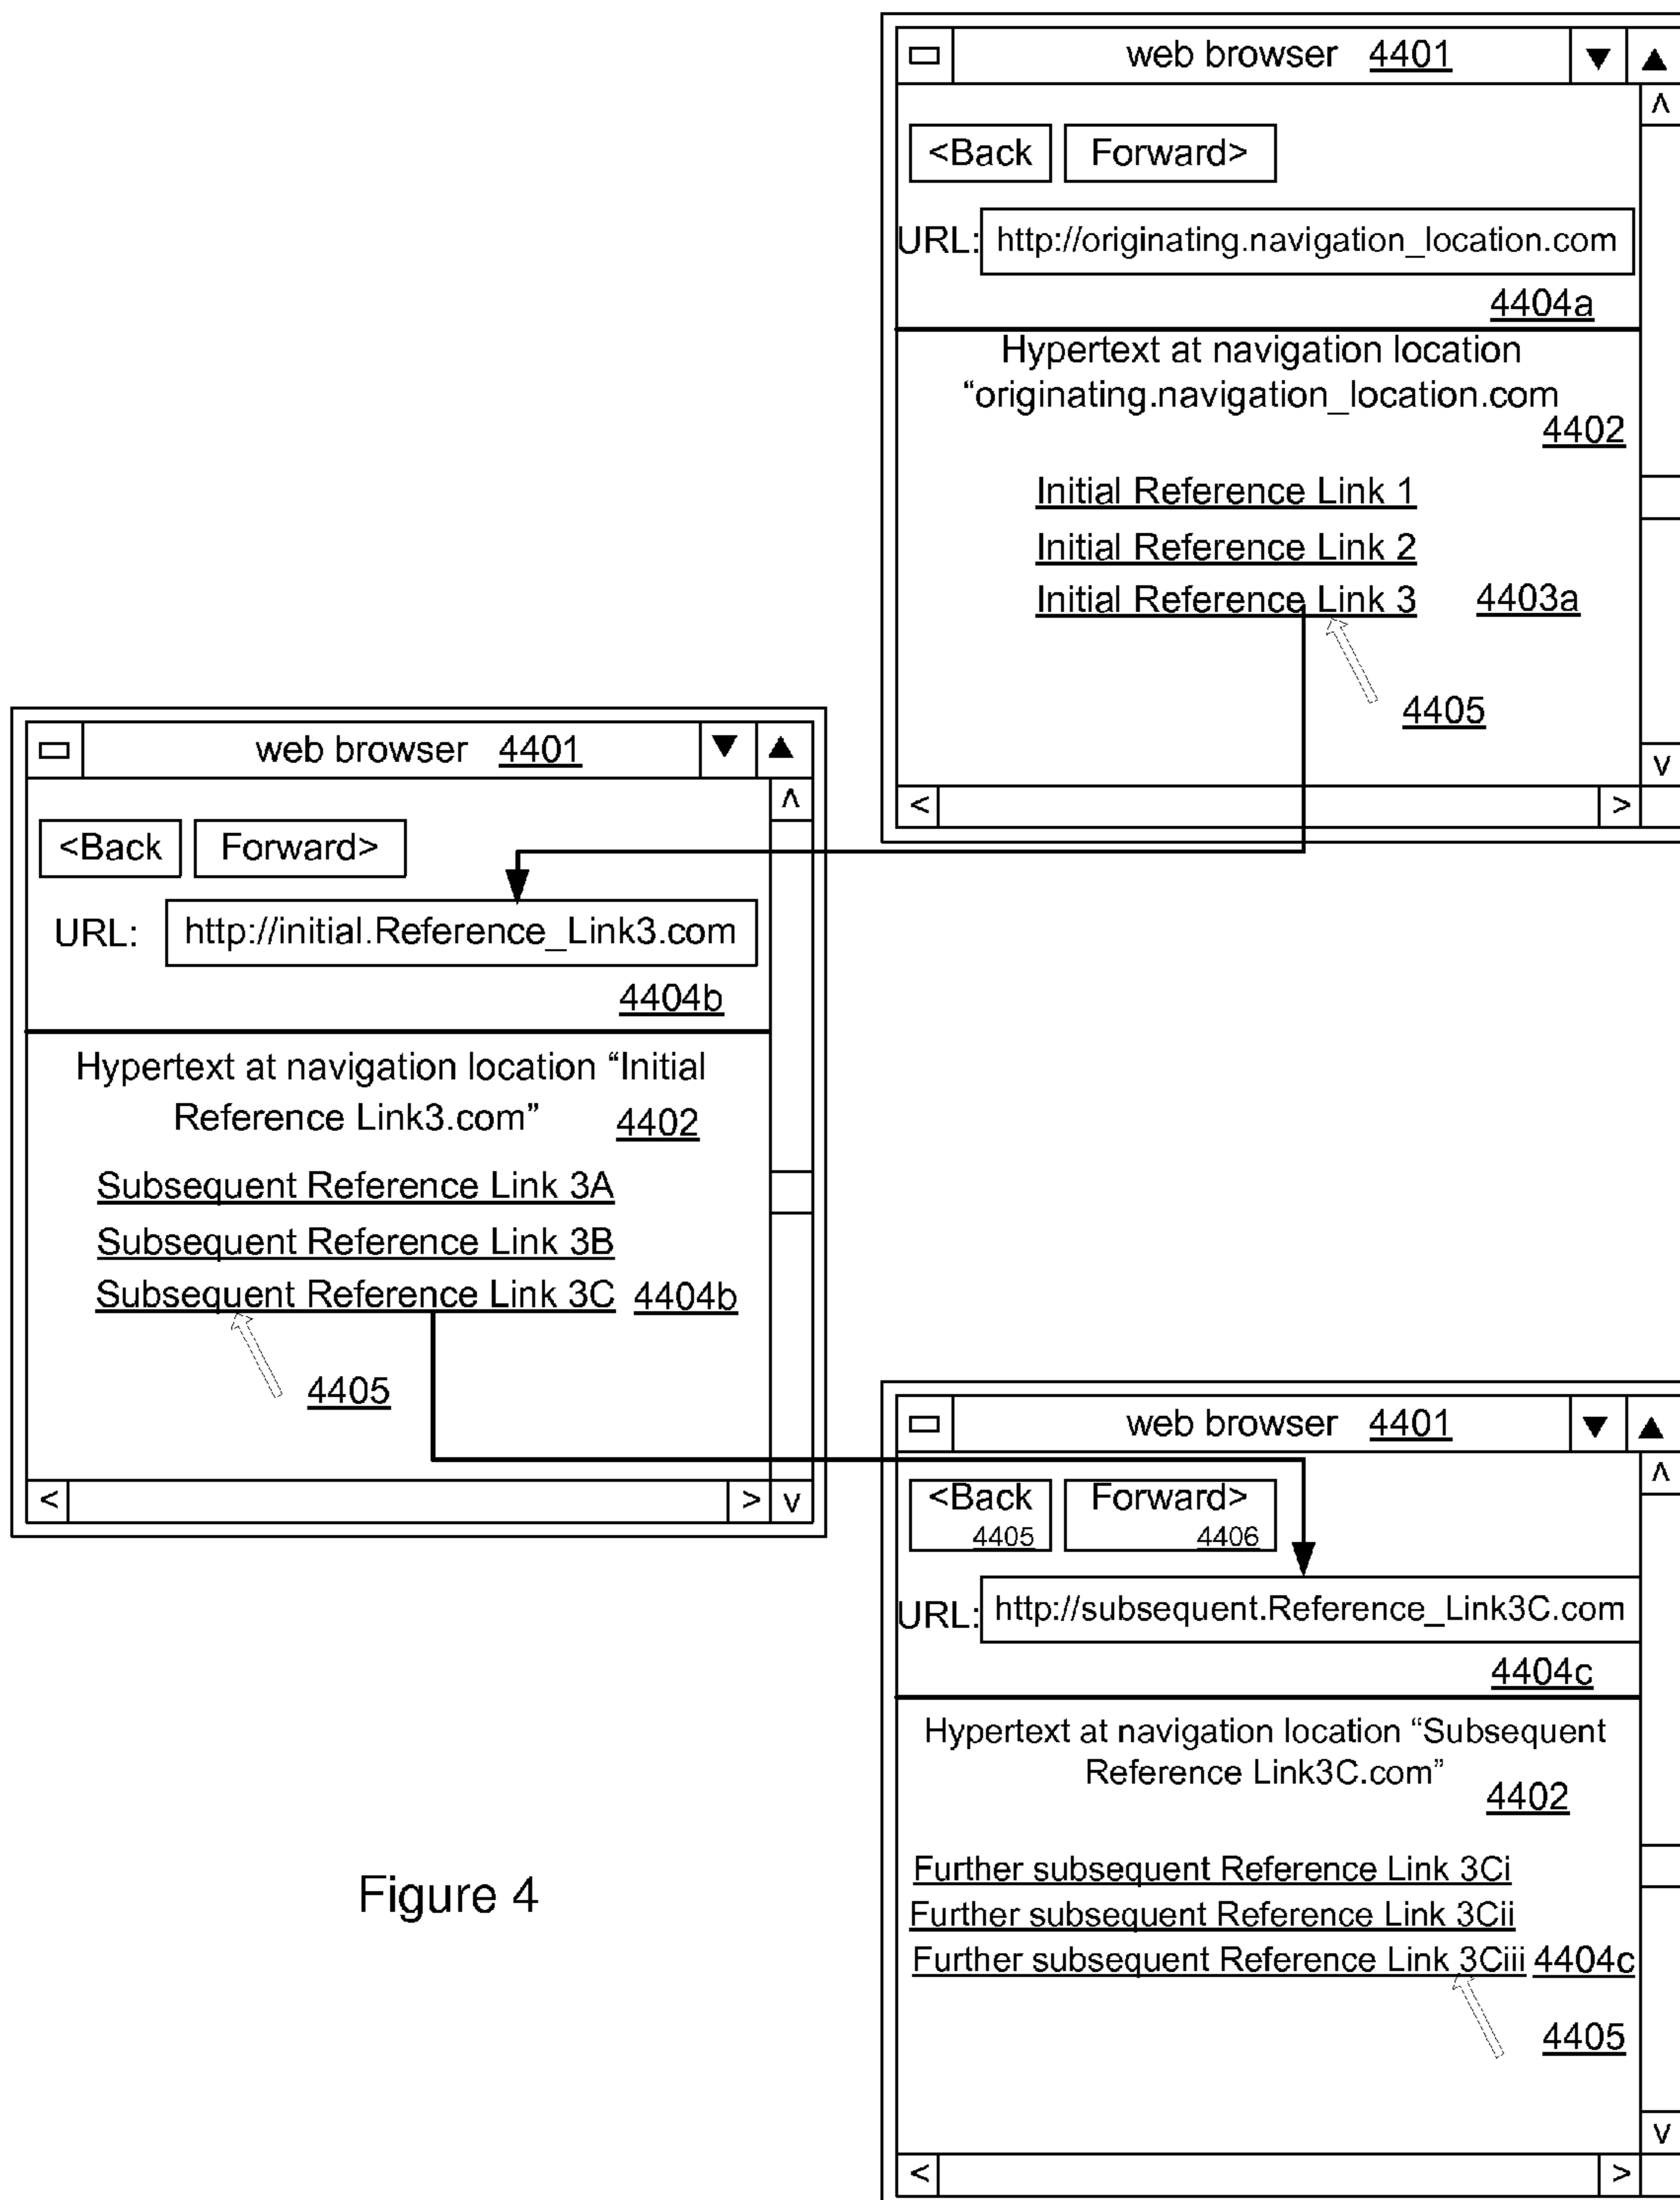 web browser 4401
▼ ▲
<Back Forward>
URL: http://originating.navigation_location.com
4404a
Hypertext at navigation location
“originating.navigation_location.com
4402
Initial Reference Link 1
Initial Reference Link 2
Initial Reference Link 3 4403a
4405
web browser 4401
<Back Forward>
URL: http://initial.Reference_Link3.com
4404b
Hypertext at navigation location “Initial
Reference Link3.com” 4402
Subsequent Reference Link 3A
Subsequent Reference Link 3B
Subsequent Reference Link 3C 4404b
4405
web browser 4401
<Back Forward>
4405 4406
URL: http://subsequent.Reference_Link3C.com
4404c
Hypertext at navigation location “Subsequent
Reference Link3C.com”
4402
Further subsequent Reference Link 3Ci
Further subsequent Reference Link 3Cii
Further subsequent Reference Link 3Ciii 4404c
4405
Figure 4